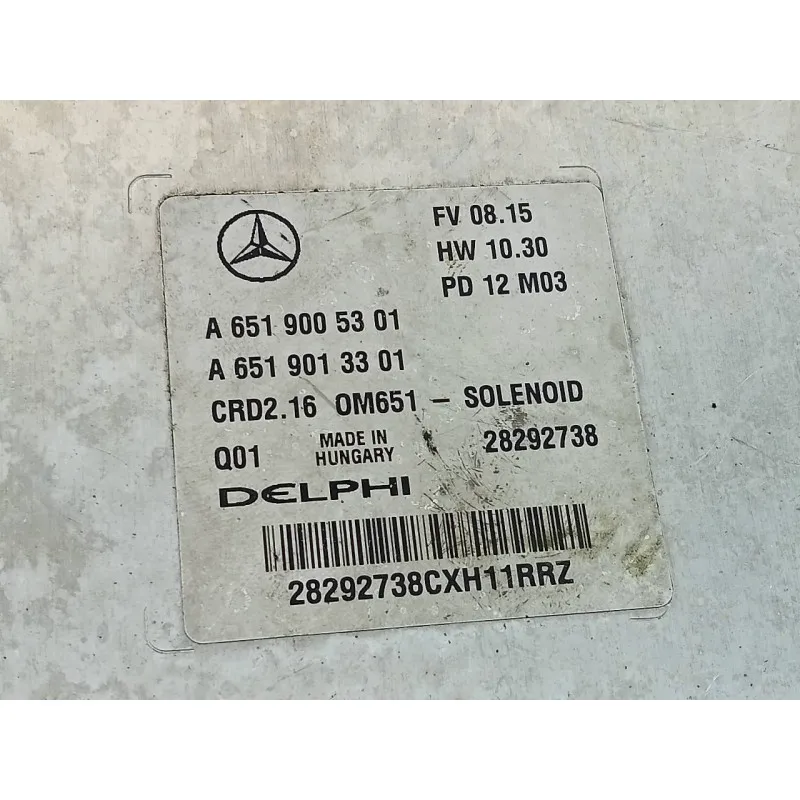 FV 08.15
HW 10.30
PD 12 M03
A 651 900 53 01
A 651 901 33 01
CRD2.16 OM651 – SOLENOID
Q01 MADE IN HUNGARY 28292738
DELPHI
28292738CXH11RRZ